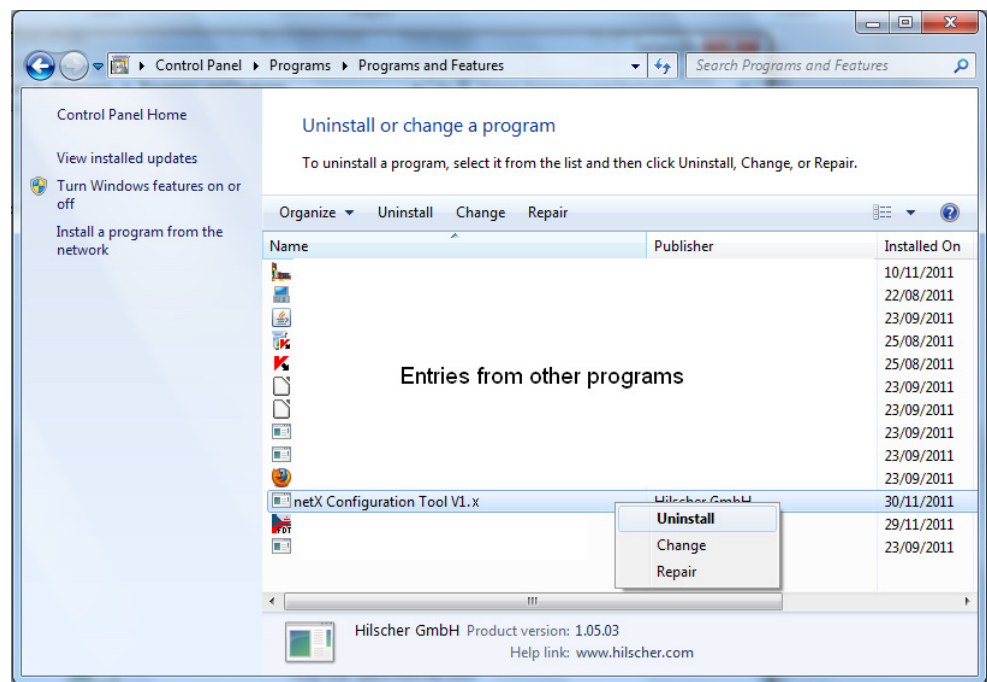 Control Panel ▸ Programs ▸ Programs and Features
Search Programs and Features
Control Panel Home
View installed updates
Turn Windows features on or
off
Install a program from the
network
Uninstall or change a program
To uninstall a program, select it from the list and then click Uninstall, Change, or Repair.
Organize Uninstall Change Repair
Name Publisher Installed On
10/11/2011
22/08/2011
23/09/2011
25/08/2011
25/08/2011
Entries from other programs
23/09/2011
23/09/2011
23/09/2011
23/09/2011
23/09/2011
netX Configuration Tool V1.x Hilscher GmbH 30/11/2011
FDT 29/11/2011
23/09/2011
Uninstall
Change
Repair
Hilscher GmbH Product version: 1.05.03
Help link: www.hilscher.com